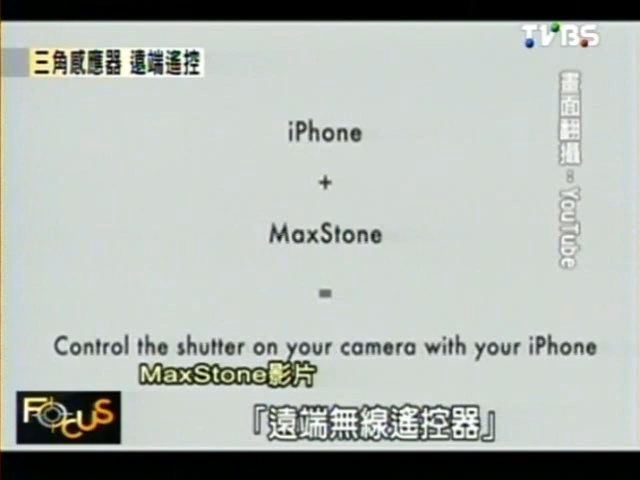 TVBS
三角感應器 遠端遙控
畫面翻攝：YouTube
iPhone
+
MaxStone
=
Control the shutter on your camera with your iPhone
MaxStone影片
FOCUS
「遠端無線遙控器」